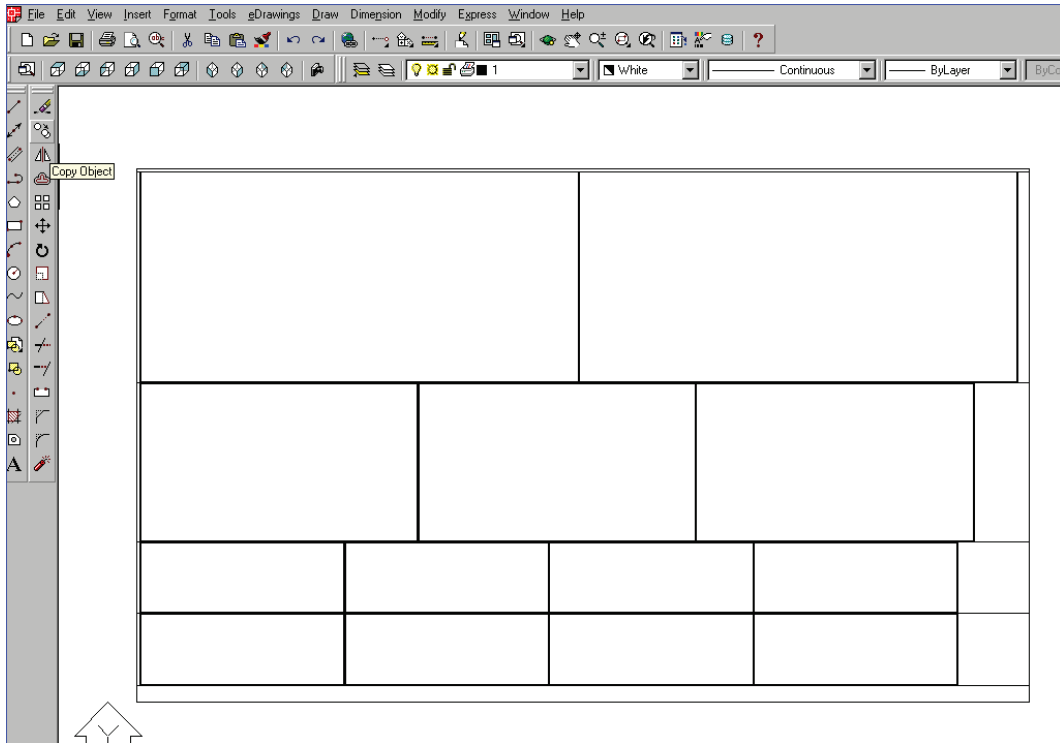 File Edit View Insert Format Tools eDrawings Draw Dimension Modify Express Window Help
1 White Continuous ByLayer ByCo
Copy Object
A
Y